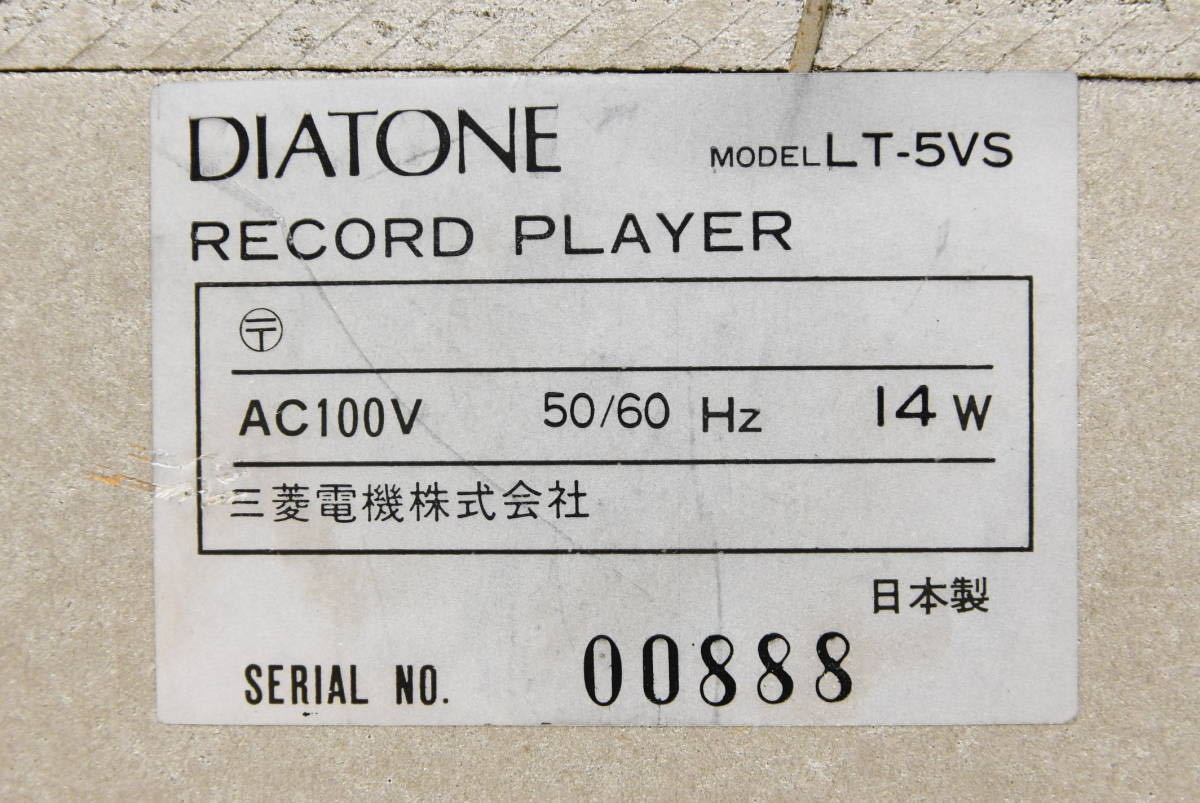 DIATONE MODEL LT-5VS
RECORD PLAYER
〶
AC100V 50/60 Hz 14 W
三菱電機株式会社
日本製
SERIAL NO. 00888